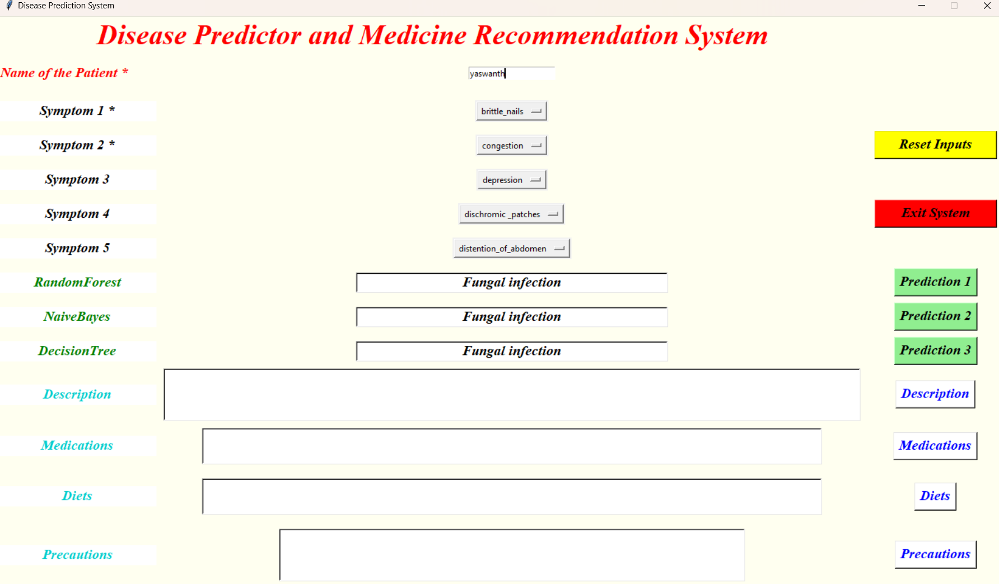 Disease Prediction System
Disease Predictor and Medicine Recommendation System
Name of the Patient * yaswanth
Symptom 1 * brittle_nails
Symptom 2 * congestion Reset Inputs
Symptom 3 depression
Symptom 4 dischromic _patches Exit System
Symptom 5 distention_of_abdomen
RandomForest Fungal infection Prediction 1
NaiveBayes Fungal infection Prediction 2
DecisionTree Fungal infection Prediction 3
Description Description
Medications Medications
Diets Diets
Precautions Precautions